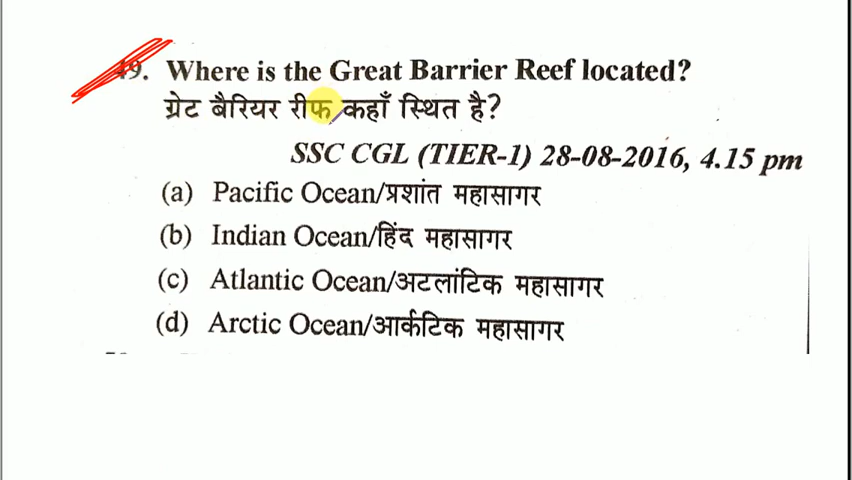 49. Where is the Great Barrier Reef located?
ग्रेट बैरियर रीफ कहाँ स्थित है?
SSC CGL (TIER-1) 28-08-2016, 4.15 pm
(a) Pacific Ocean/प्रशांत महासागर
(b) Indian Ocean/हिंद महासागर
(c) Atlantic Ocean/अटलांटिक महासागर
(d) Arctic Ocean/आर्कटिक महासागर